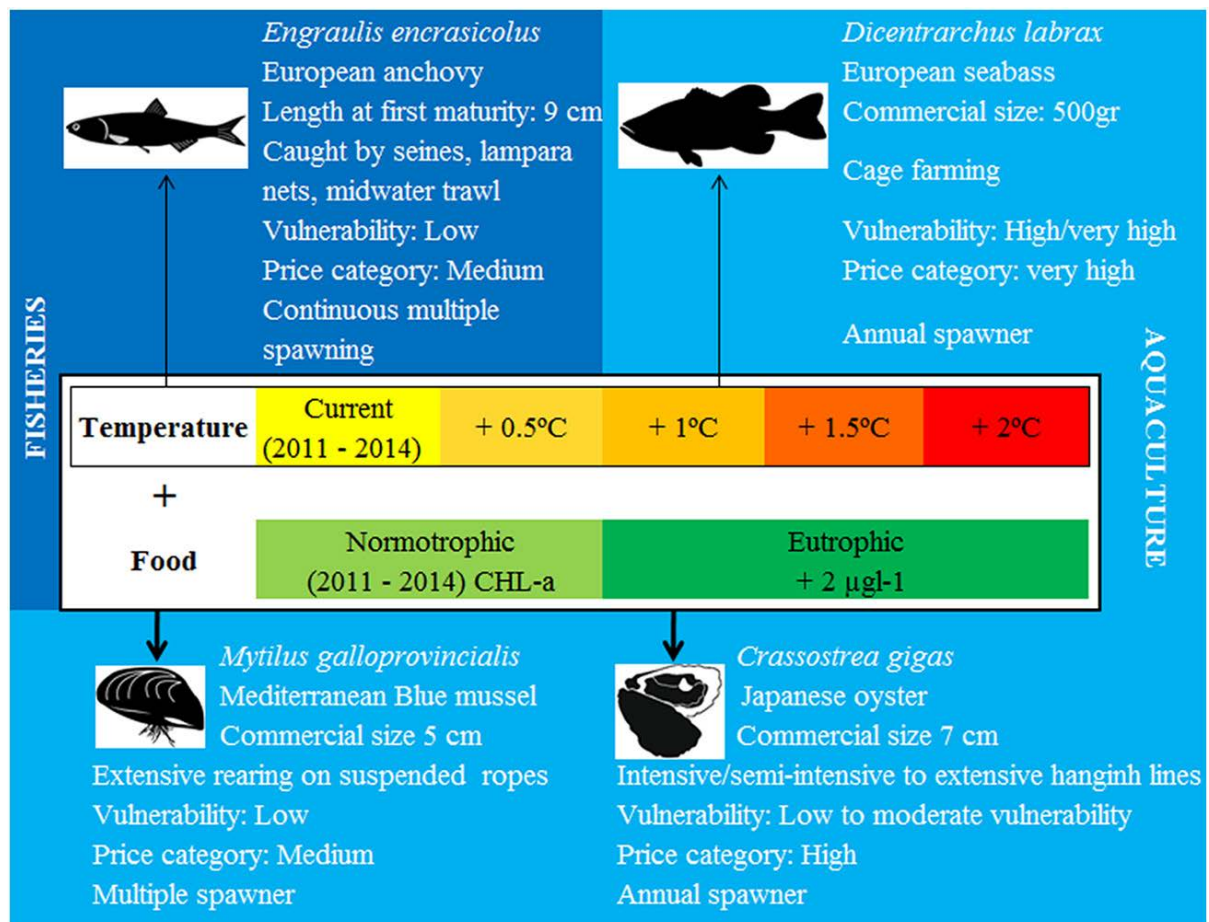 Engraulis encrasicolus
European anchovy
Length at first maturity: 9 cm
Caught by seines, lampara
nets, midwater trawl
Vulnerability: Low
Price category: Medium
Continuous multiple
spawning
Dicentrarchus labrax
European seabass
Commercial size: 500gr
Cage farming
Vulnerability: High/very high
Price category: very high
Annual spawner
FISHERIES
AQUACULTURE
Temperature
Current
(2011 - 2014)
+ 0.5ºC
+ 1ºC
+ 1.5ºC
+ 2ºC
+
Food
Normotrophic
(2011 - 2014) CHL-a
Eutrophic
+ 2 µgl-1
Mytilus galloprovincialis
Mediterranean Blue mussel
Commercial size 5 cm
Extensive rearing on suspended ropes
Vulnerability: Low
Price category: Medium
Multiple spawner
Crassostrea gigas
Japanese oyster
Commercial size 7 cm
Intensive/semi-intensive to extensive hanginh lines
Vulnerability: Low to moderate vulnerability
Price category: High
Annual spawner